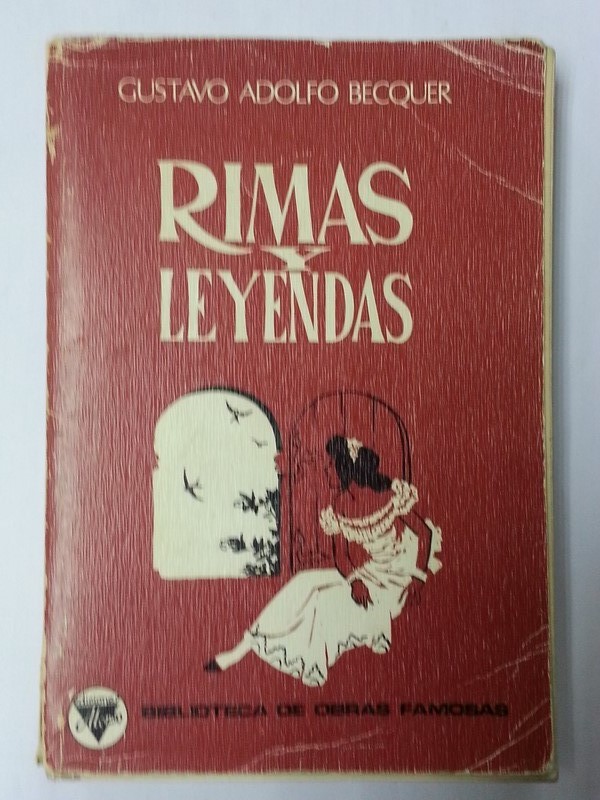 GUSTAVO ADOLFO BECQUER
RIMAS
Y
LEYENDAS
BIBLIOTECA DE OBRAS FAMOSAS